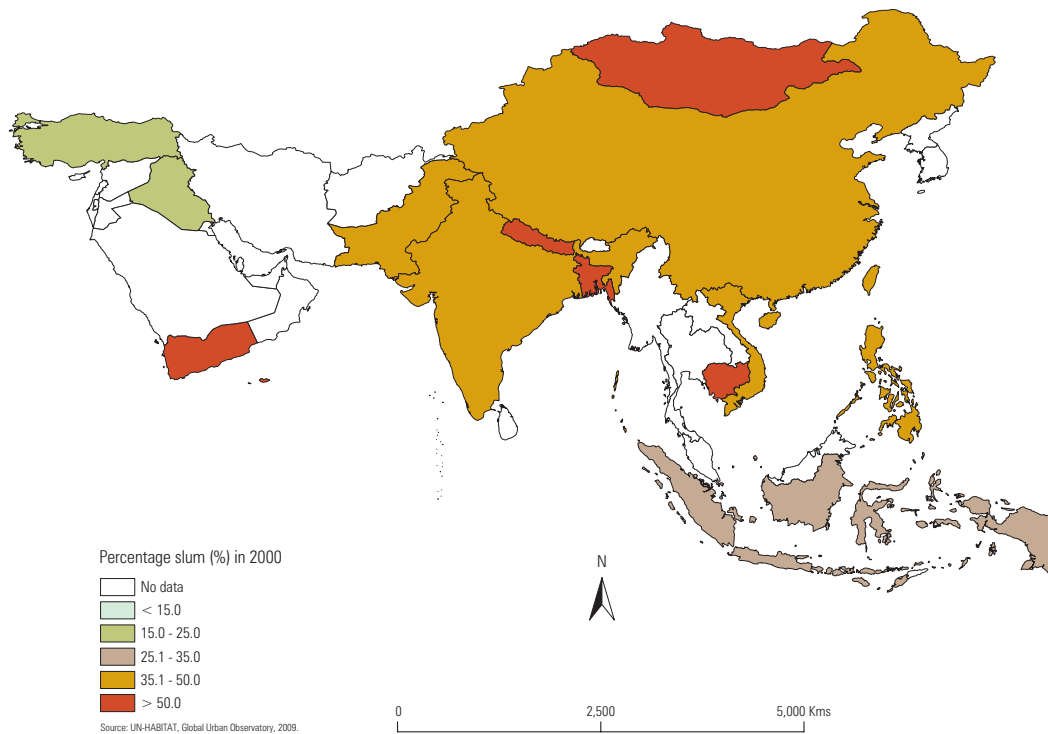 Percentage slum (%) in 2000
No data
< 15.0
15.0 - 25.0
25.1 - 35.0
35.1 - 50.0
> 50.0
Source: UN-HABITAT, Global Urban Observatory, 2009.
N
0 2,500 5,000 Kms